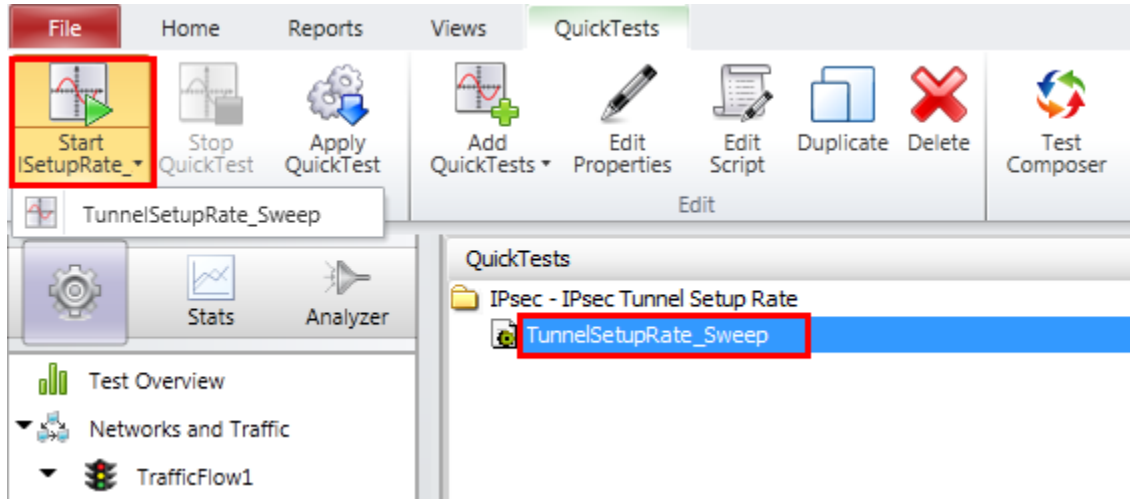 File Home Reports Views QuickTests
Start Stop Apply Add Edit Edit Duplicate Delete Test
lSetupRate_ QuickTest QuickTest QuickTests Properties Script Composer
Edit
TunnelSetupRate_Sweep
QuickTests
Stats Analyzer
IPsec - IPsec Tunnel Setup Rate
TunnelSetupRate_Sweep
Test Overview
Networks and Traffic
TrafficFlow1